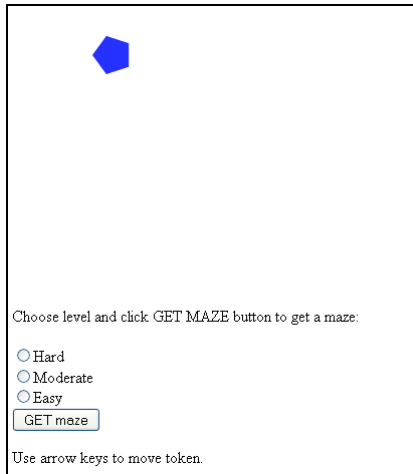 Choose level and click GET MAZE button to get a maze:
Hard
Moderate
Easy
GET maze
Use arrow keys to move token.